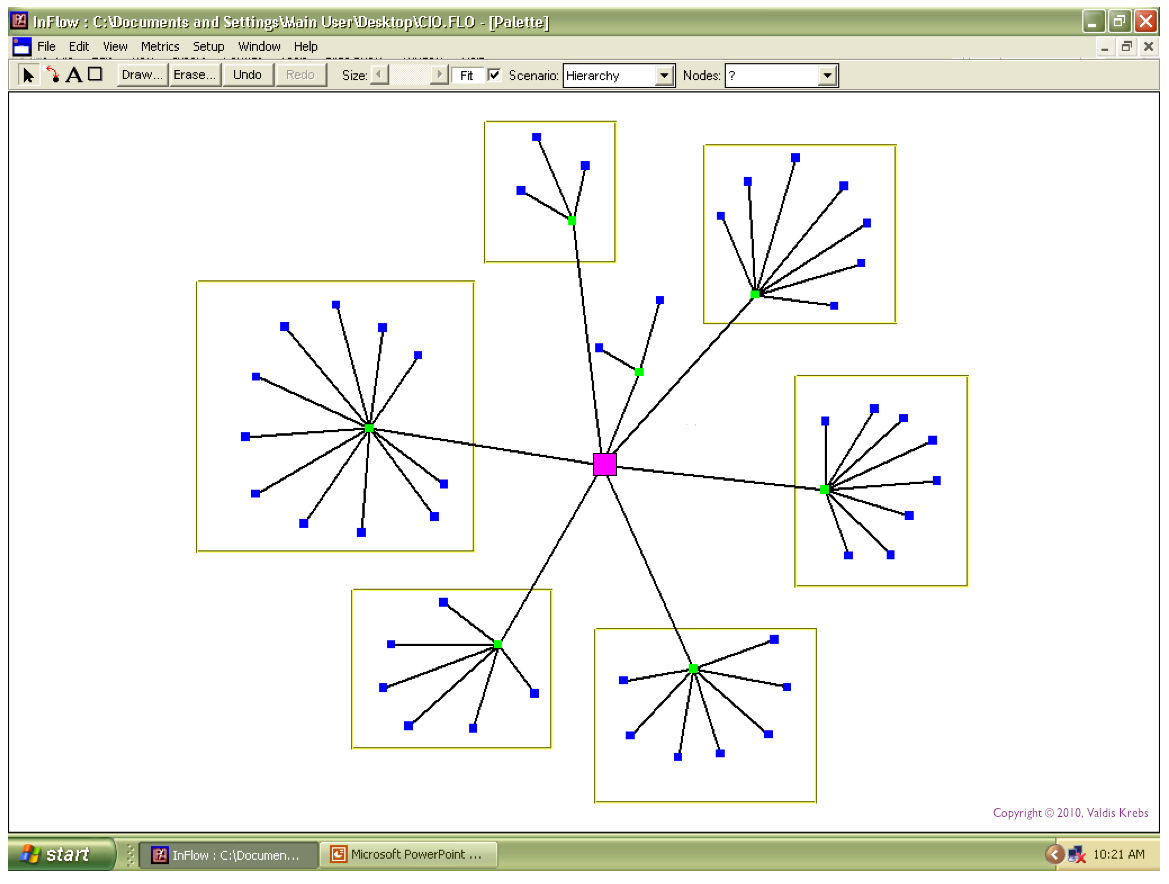 InFlow : C:\Documents and Settings\Main User\Desktop\CIO.FLO - [Palette]
File Edit View Metrics Setup Window Help
A Draw... Erase... Undo Redo Size: Fit Scenario: Hierarchy Nodes: ?
Copyright © 2010, Valdis Krebs
start InFlow : C:\Documen... Microsoft PowerPoint ... 10:21 AM